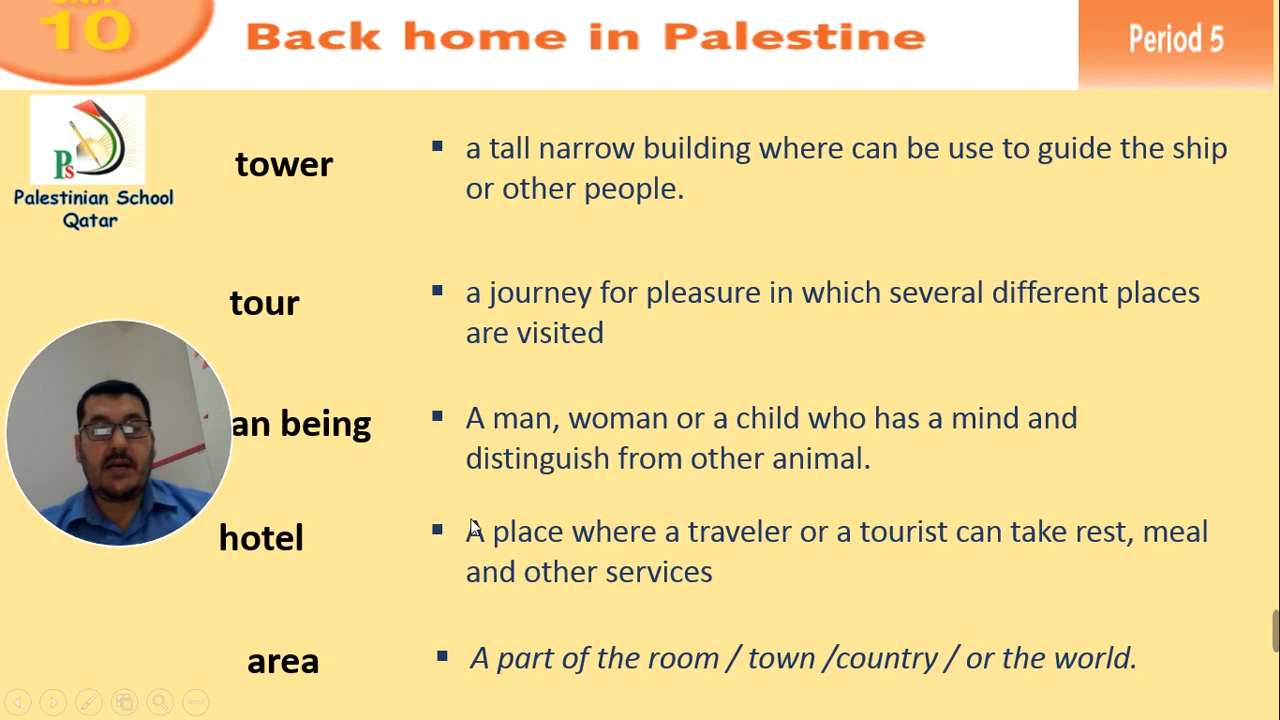 10
Back home in Palestine
Period 5
Ps
Palestinian School
Qatar
tower
▪ a tall narrow building where can be use to guide the ship
or other people.
tour
▪ a journey for pleasure in which several different places
are visited
an being
▪ A man, woman or a child who has a mind and
distinguish from other animal.
hotel
▪ A place where a traveler or a tourist can take rest, meal
and other services
area
▪ A part of the room / town /country / or the world.